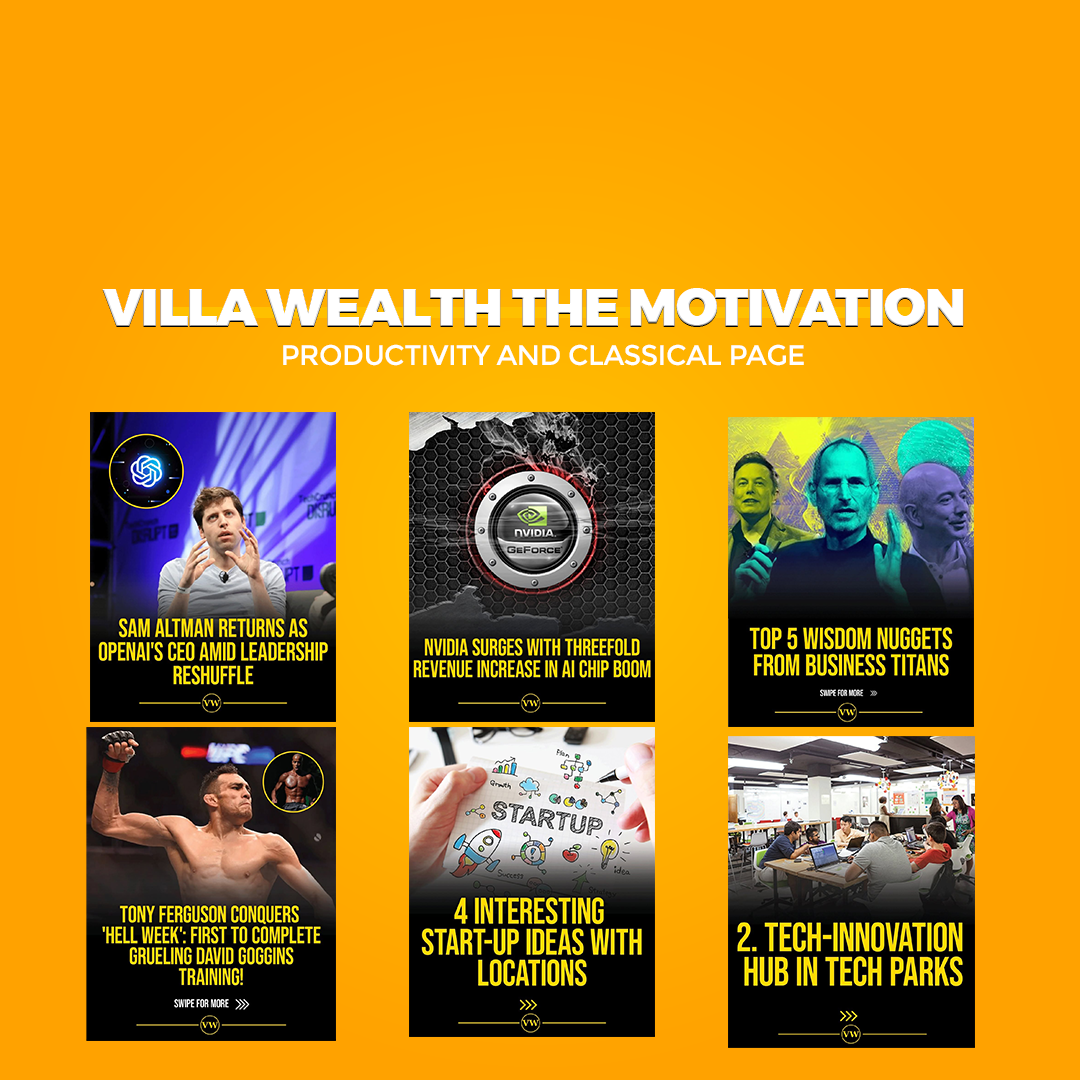 VILLA WEALTH THE MOTIVATION
PRODUCTIVITY AND CLASSICAL PAGE
TechCrunch
DISRUPT
SAM ALTMAN RETURNS AS
OPENAI'S CEO AMID LEADERSHIP
RESHUFFLE
VW
NVIDIA
GEFORCE
NVIDIA SURGES WITH THREEFOLD
REVENUE INCREASE IN AI CHIP BOOM
VW
TOP 5 WISDOM NUGGETS
FROM BUSINESS TITANS
SWIPE FOR MORE
VW
TONY FERGUSON CONQUERS
'HELL WEEK': FIRST TO COMPLETE
GRUELING DAVID GOGGINS
TRAINING!
SWIPE FOR MORE
VW
Plan
Growth
STARTUP
Success
idea
4 INTERESTING
START-UP IDEAS WITH
LOCATIONS
VW
2. TECH-INNOVATION
HUB IN TECH PARKS
VW